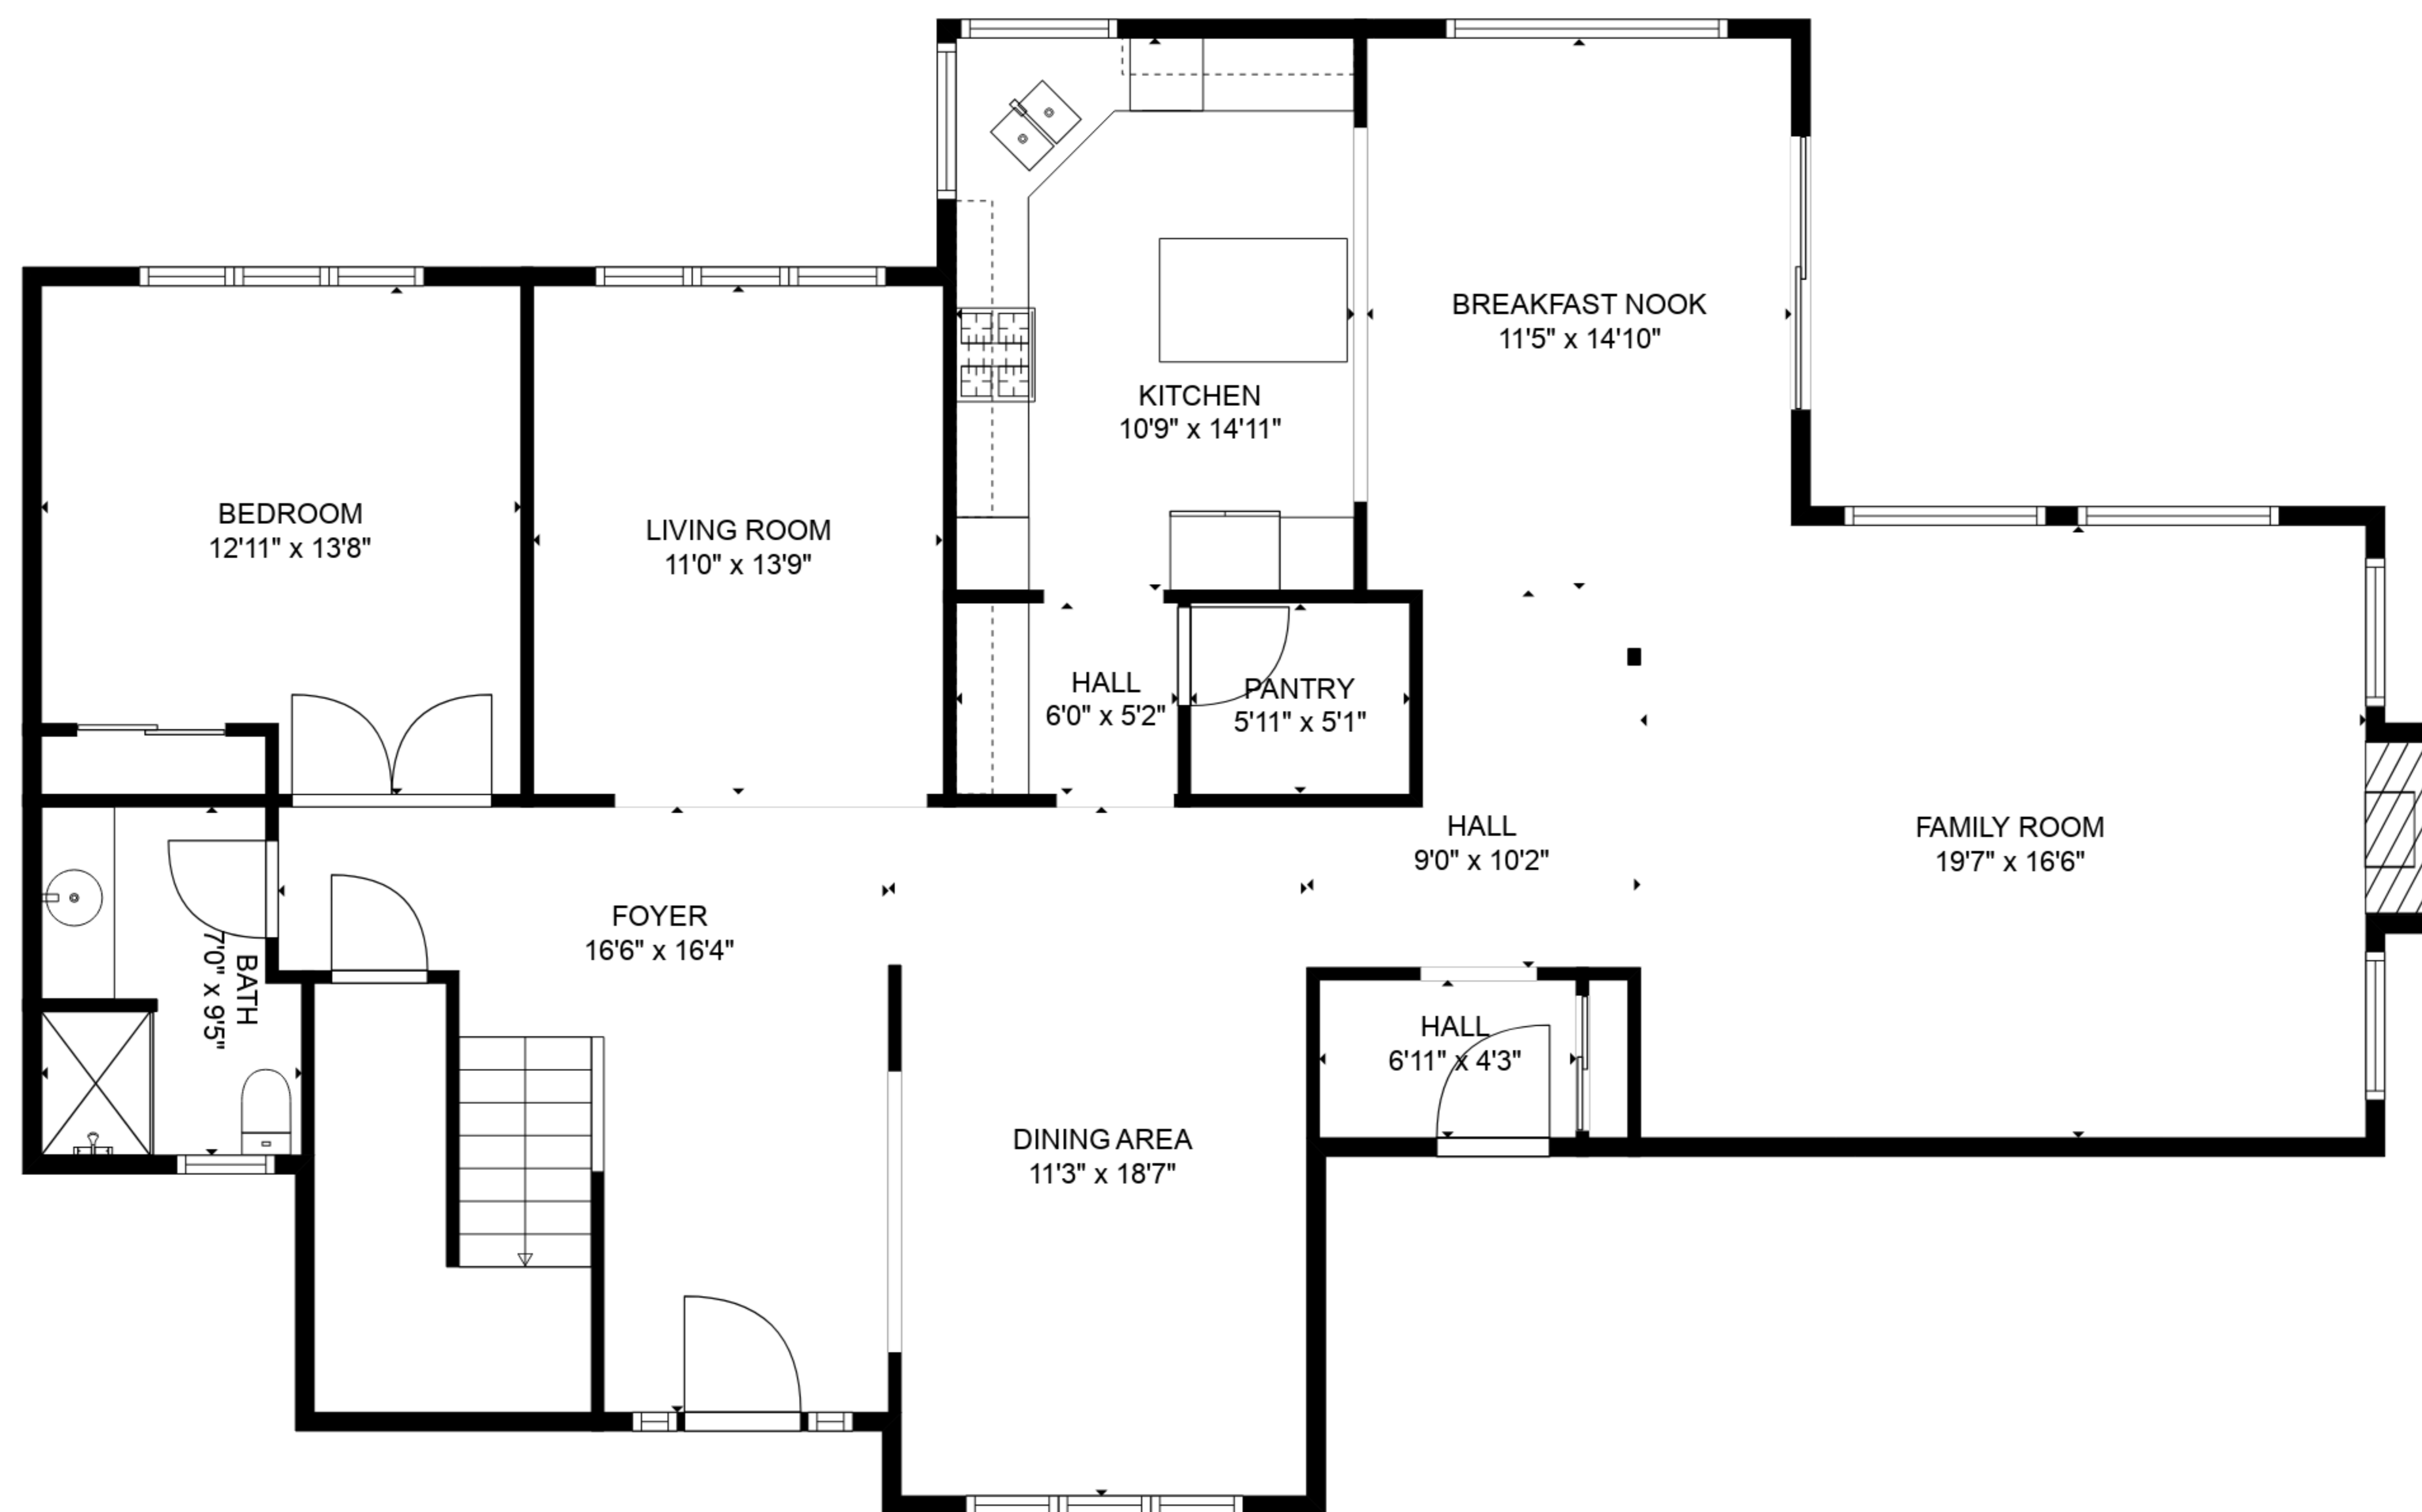 BREAKFAST NOOK
11'5" x 14'10"
KITCHEN
10'9" x 14'11"
BEDROOM
12'11" x 13'8"
LIVING ROOM
11'0" x 13'9"
HALL
6'0" x 5'2"
PANTRY
5'11" x 5'1"
HALL
9'0" x 10'2"
FAMILY ROOM
19'7" x 16'6"
FOYER
16'6" x 16'4"
BATH
7'0" x 9'5"
HALL
6'11" x 4'3"
DINING AREA
11'3" x 18'7"